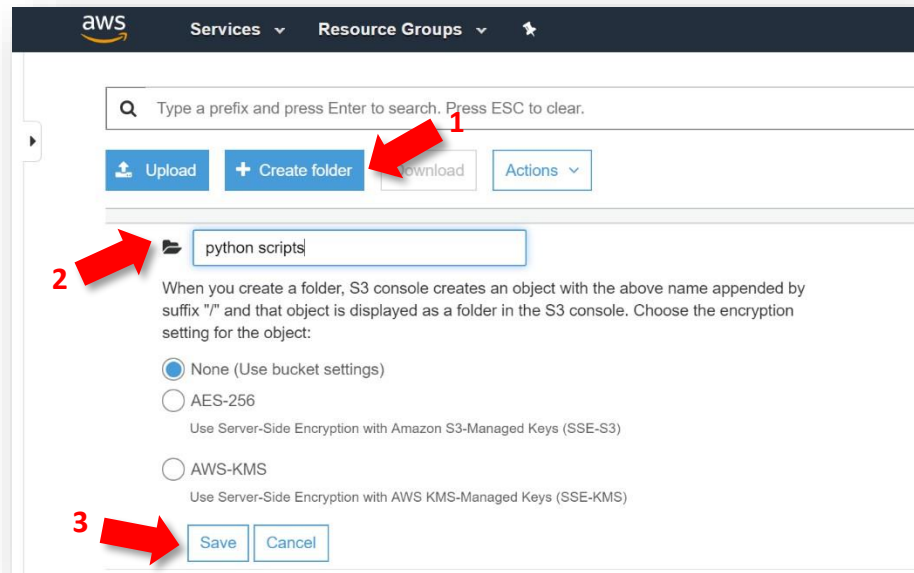 aws Services Resource Groups
Type a prefix and press Enter to search. Press ESC to clear.
1
Upload + Create folder Download Actions
2
python scripts
When you create a folder, S3 console creates an object with the above name appended by
suffix "/" and that object is displayed as a folder in the S3 console. Choose the encryption
setting for the object:
None (Use bucket settings)
AES-256
Use Server-Side Encryption with Amazon S3-Managed Keys (SSE-S3)
AWS-KMS
Use Server-Side Encryption with AWS KMS-Managed Keys (SSE-KMS)
3
Save Cancel